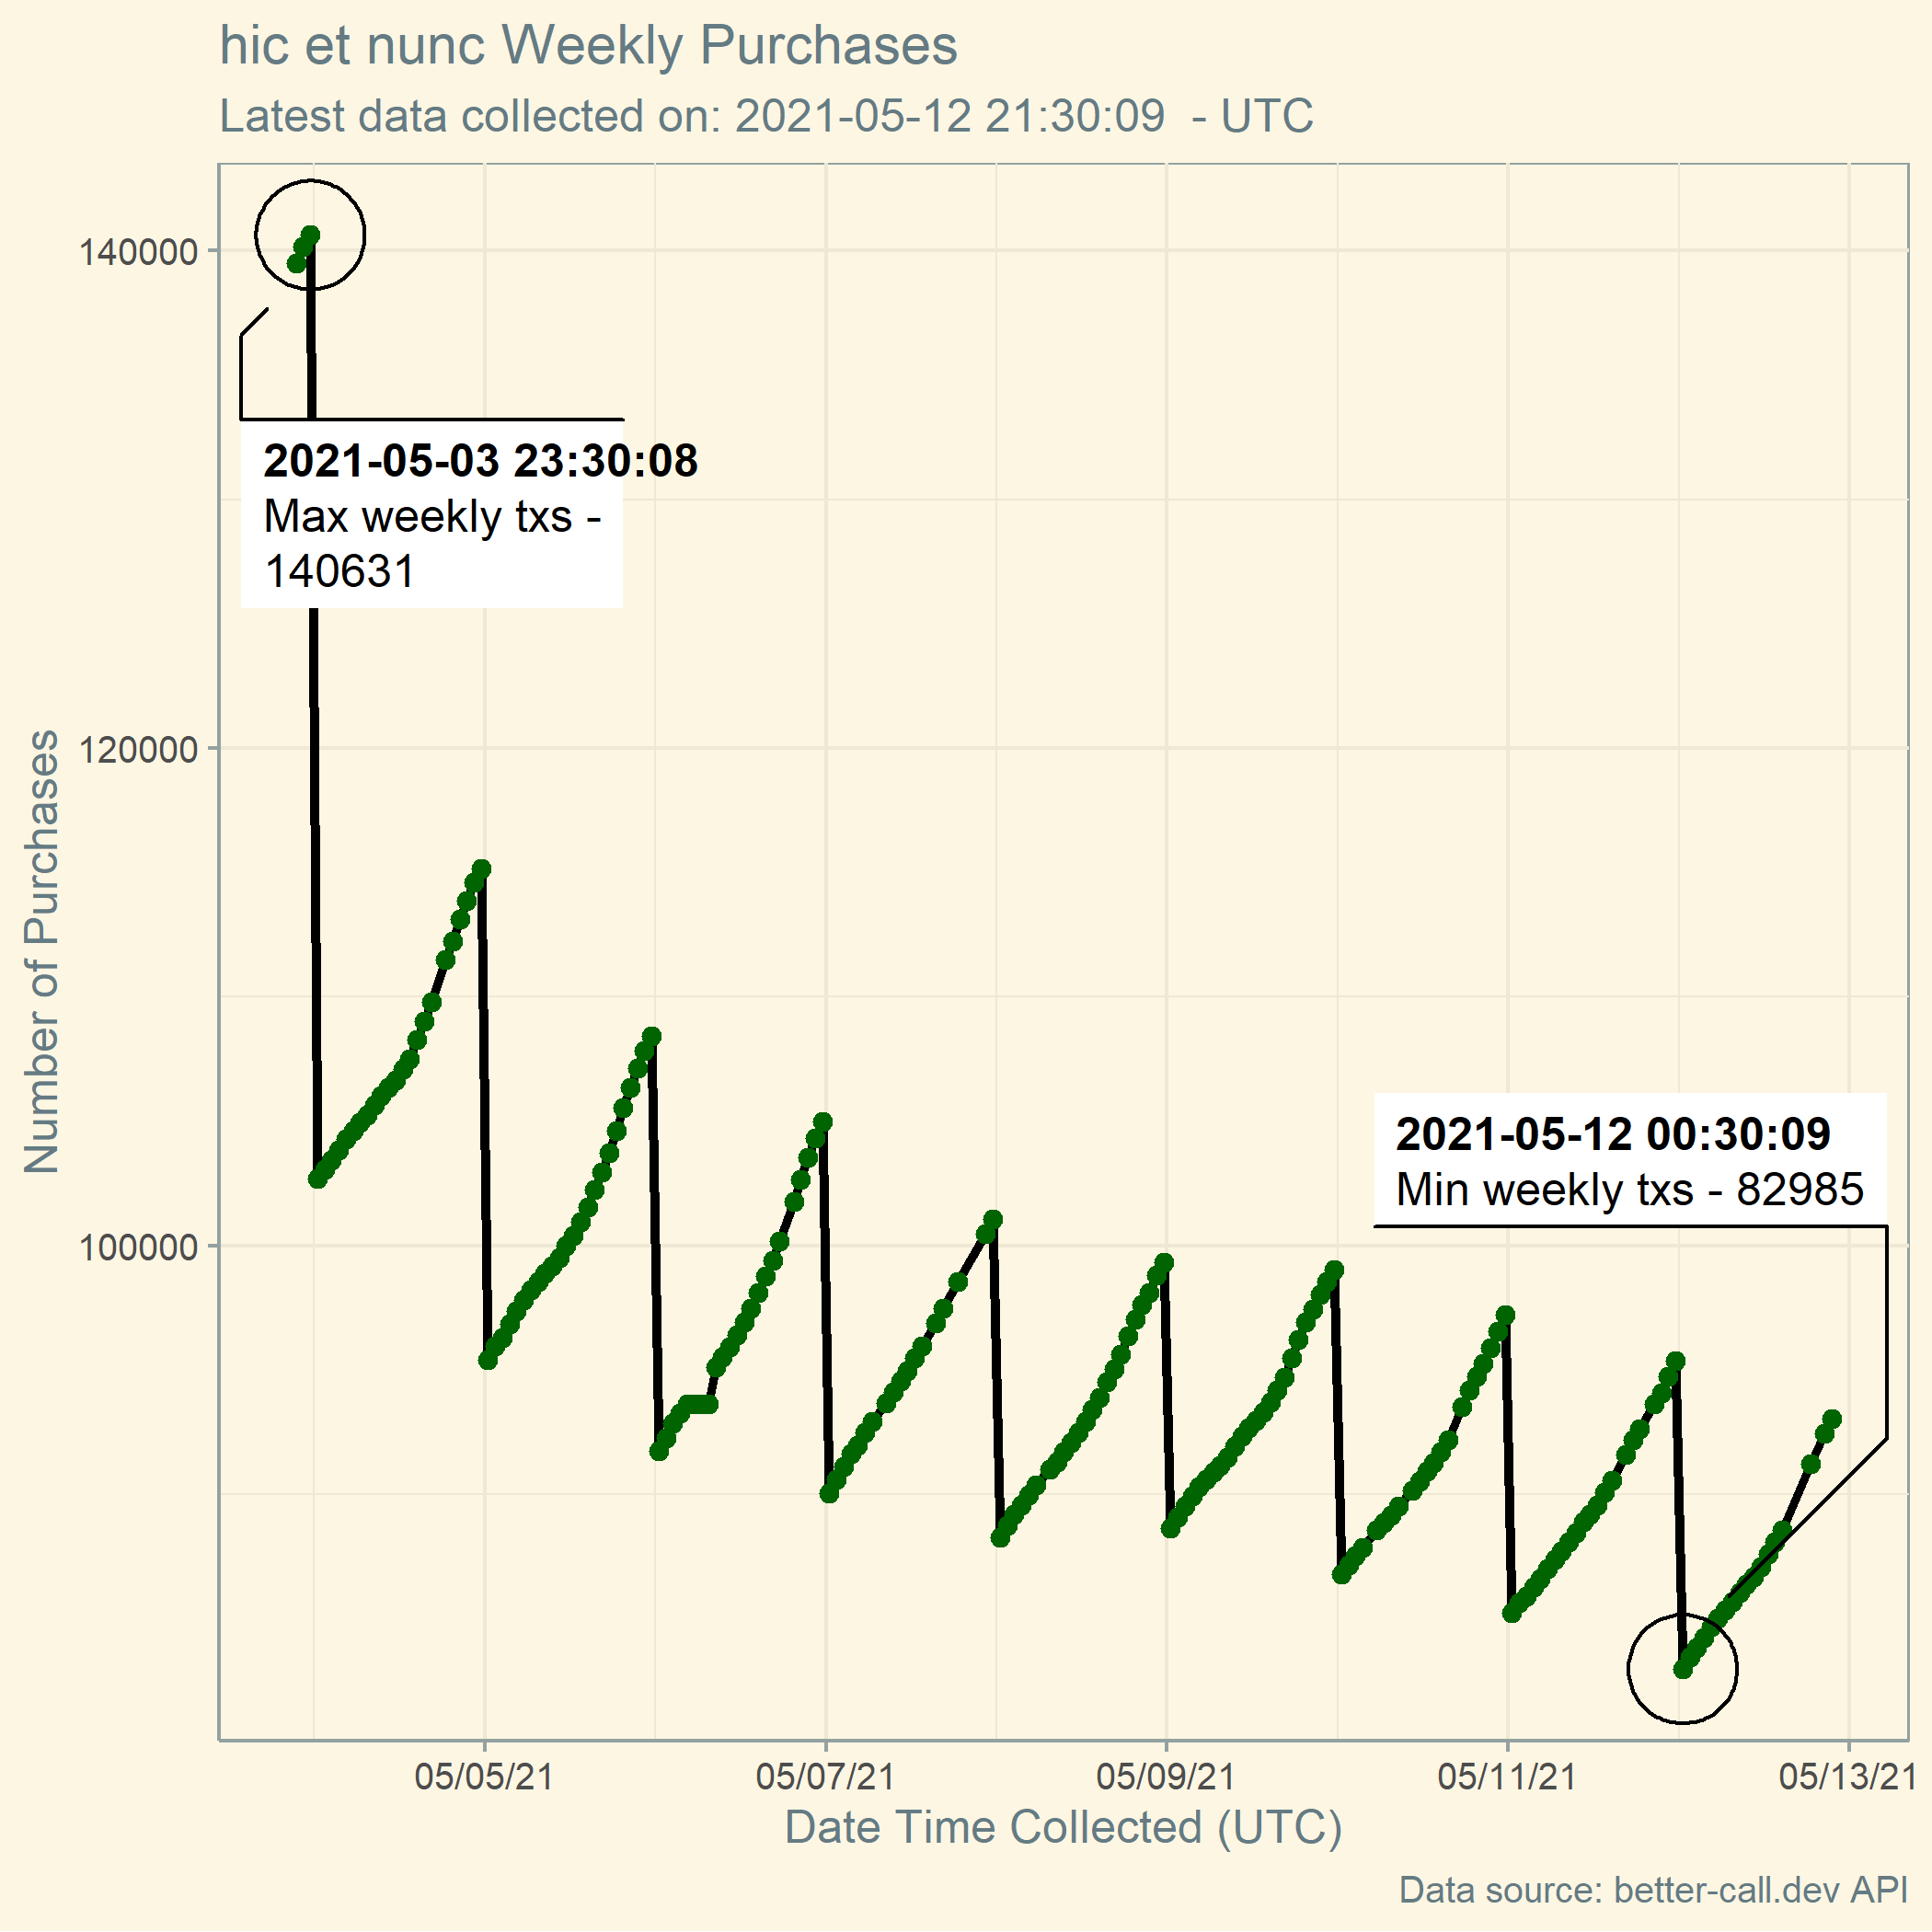 hic et nunc Weekly Purchases
Latest data collected on: 2021-05-12 21:30:09  - UTC
140000
2021-05-03 23:30:08
Max weekly txs -
140631
120000
Number of Purchases
2021-05-12 00:30:09
Min weekly txs - 82985
100000
05/05/21 05/07/21 05/09/21 05/11/21 05/13/21
Date Time Collected (UTC)
Data source: better-call.dev API